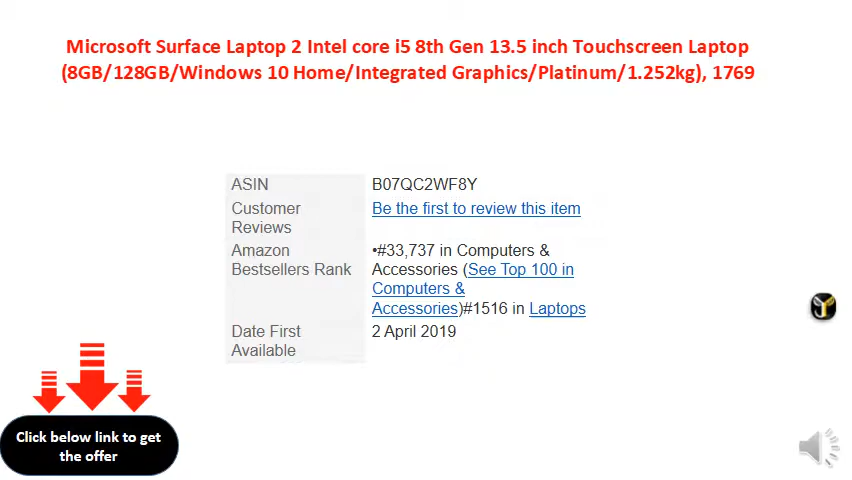 Microsoft Surface Laptop 2 Intel core i5 8th Gen 13.5 inch Touchscreen Laptop
(8GB/128GB/Windows 10 Home/Integrated Graphics/Platinum/1.252kg), 1769
ASIN B07QC2WF8Y
Customer Be the first to review this item
Reviews
Amazon •#33,737 in Computers &
Bestsellers Rank Accessories (See Top 100 in
Computers &
Accessories)#1516 in Laptops
Date First 2 April 2019
Available
Click below link to get
the offer